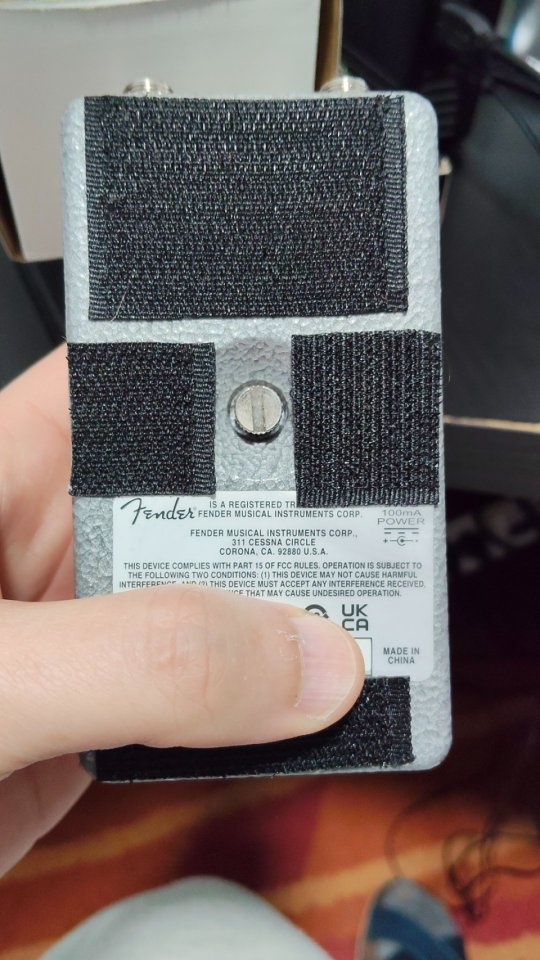 Fender IS A REGISTERED
FENDER MUSICAL INSTRUMENTS CORP.
100mA
POWER
FENDER MUSICAL INSTRUMENTS CORP.,
311 CESSNA CIRCLE
CORONA, CA. 92880 U.S.A.
THIS DEVICE COMPLIES WITH PART 15 OF FCC RULES. OPERATION IS SUBJECT TO
THE FOLLOWING TWO CONDITIONS: (1) THIS DEVICE MAY NOT CAUSE HARMFUL
INTERFERENCE, AND (2) THIS DEVICE MUST ACCEPT ANY INTERFERENCE RECEIVED,
THAT MAY CAUSE UNDESIRED OPERATION.
UK
CA
MADE IN
CHINA